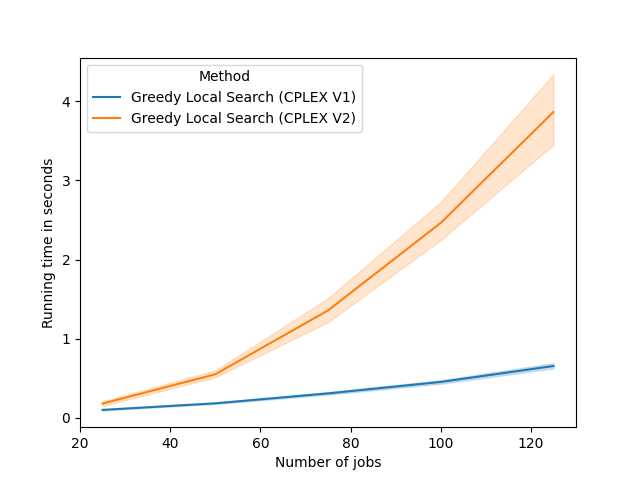 Method
Greedy Local Search (CPLEX V1)
Greedy Local Search (CPLEX V2)
Running time in seconds
4
3
2
1
0
20 40 60 80 100 120
Number of jobs